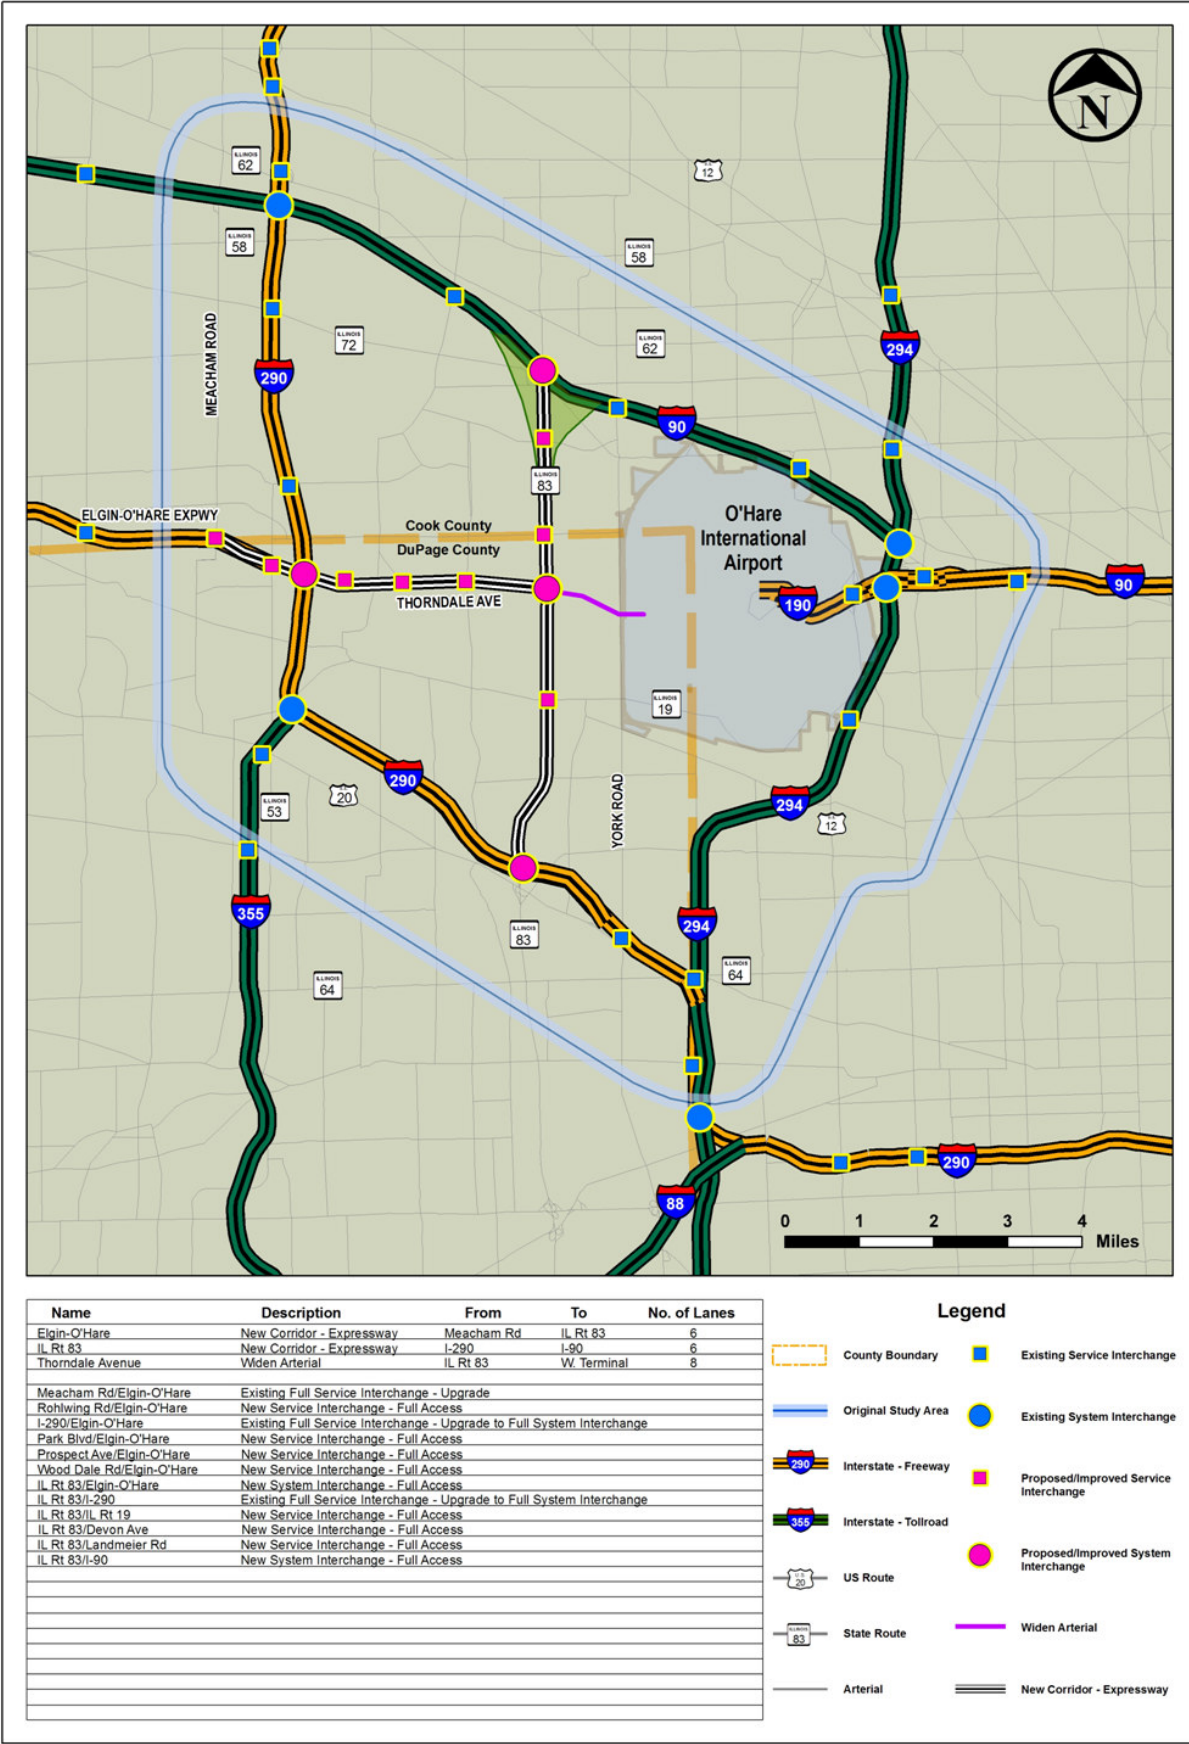 N
ILLINOIS
62
U.S.
12
ILLINOIS
58
ILLINOIS
58
MEACHAM ROAD
ILLINOIS
72
ILLINOIS
62
294
290
90
ILLINOIS
83
ELGIN-O'HARE EXPWY
Cook County
DuPage County
O'Hare
International
Airport
THORNDALE AVE
190
90
ILLINOIS
19
290
20
ILLINOIS
53
YORK ROAD
294
12
355
ILLINOIS
83
294
ILLINOIS
64
ILLINOIS
64
290
88
0 1 2 3 4
Miles
Name Description From To No. of Lanes
Elgin-O'Hare New Corridor - Expressway Meacham Rd IL Rt 83 6
IL Rt 83 New Corridor - Expressway I-290 I-90 6
Thorndale Avenue Widen Arterial IL Rt 83 W. Terminal 8
Meacham Rd/Elgin-O'Hare Existing Full Service Interchange - Upgrade
Rohlwing Rd/Elgin-O'Hare New Service Interchange - Full Access
I-290/Elgin-O'Hare Existing Full Service Interchange - Upgrade to Full System Interchange
Park Blvd/Elgin-O'Hare New Service Interchange - Full Access
Prospect Ave/Elgin-O'Hare New Service Interchange - Full Access
Wood Dale Rd/Elgin-O'Hare New Service Interchange - Full Access
IL Rt 83/Elgin-O'Hare New System Interchange - Full Access
IL Rt 83/I-290 Existing Full Service Interchange - Upgrade to Full System Interchange
IL Rt 83/IL Rt 19 New Service Interchange - Full Access
IL Rt 83/Devon Ave New Service Interchange - Full Access
IL Rt 83/Landmeier Rd New Service Interchange - Full Access
IL Rt 83/I-90 New System Interchange - Full Access
Legend
County Boundary
Existing Service Interchange
Original Study Area
Existing System Interchange
290
Interstate - Freeway
Proposed/Improved Service
Interchange
355
Interstate - Tollroad
Proposed/Improved System
Interchange
U.S.
20
US Route
ILLINOIS
83
State Route
Widen Arterial
Arterial
New Corridor - Expressway